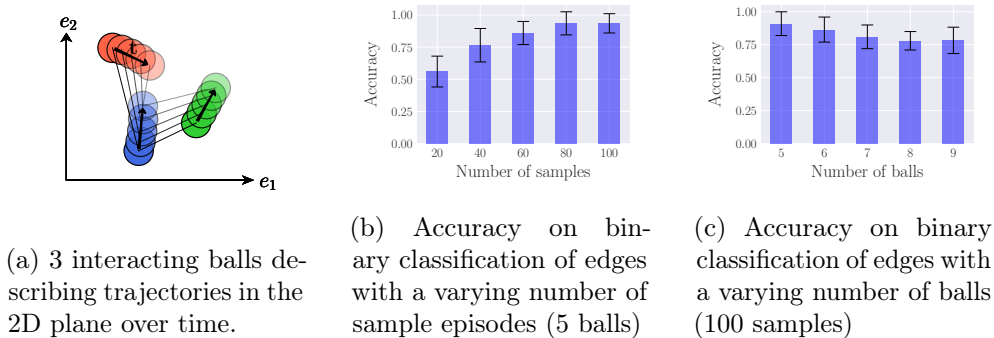 e2
t
e1
1.00
0.75
0.50
0.25
0.00
Accuracy
20 40 60 80 100
Number of samples
1.00
0.75
0.50
0.25
0.00
Accuracy
5 6 7 8 9
Number of balls
(a) 3 interacting balls de-
scribing trajectories in the
2D plane over time.
(b) Accuracy on bin-
ary classification of edges
with a varying number of
sample episodes (5 balls)
(c) Accuracy on binary
classification of edges with
a varying number of balls
(100 samples)